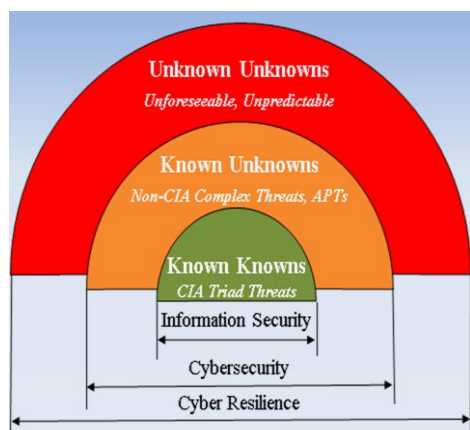 Unknown Unknowns
Unforeseeable, Unpredictable
Known Unknowns
Non-CIA Complex Threats, APTs
Known Knowns
CIA Triad Threats
Information Security
Cybersecurity
Cyber Resilience